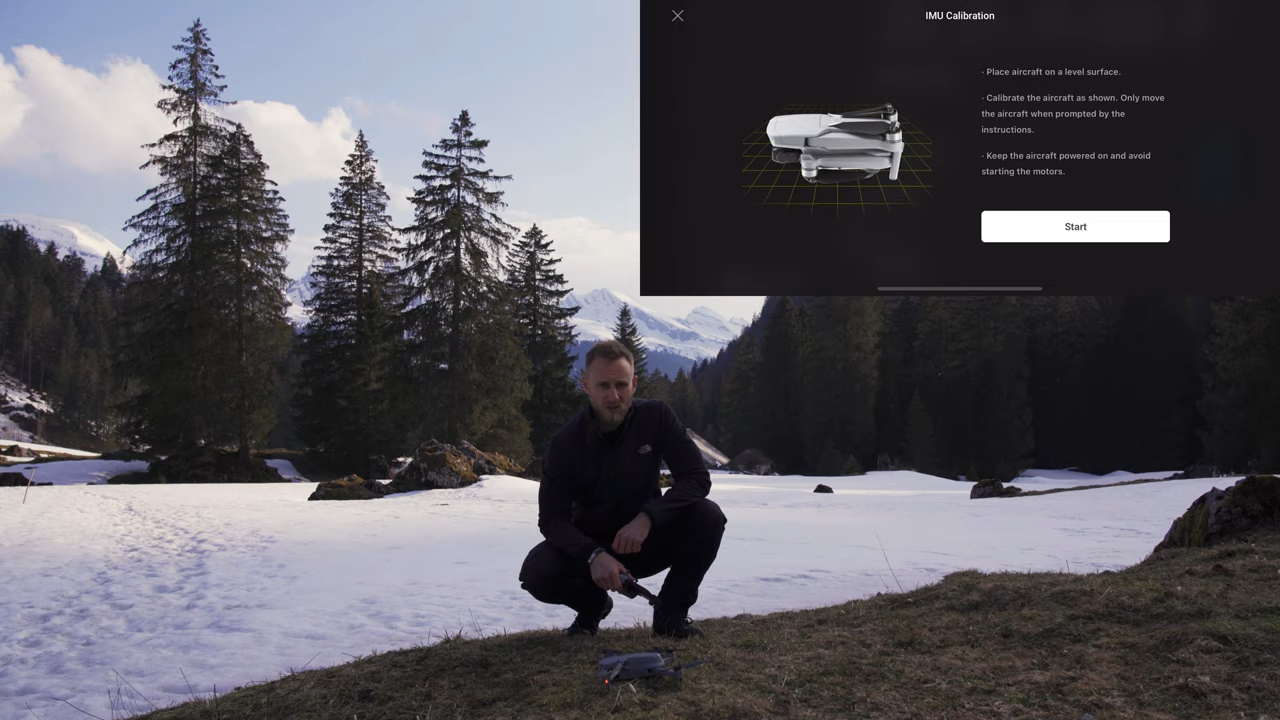 IMU Calibration
· Place aircraft on a level surface.
· Calibrate the aircraft as shown. Only move
the aircraft when prompted by the
instructions.
· Keep the aircraft powered on and avoid
starting the motors.
Start